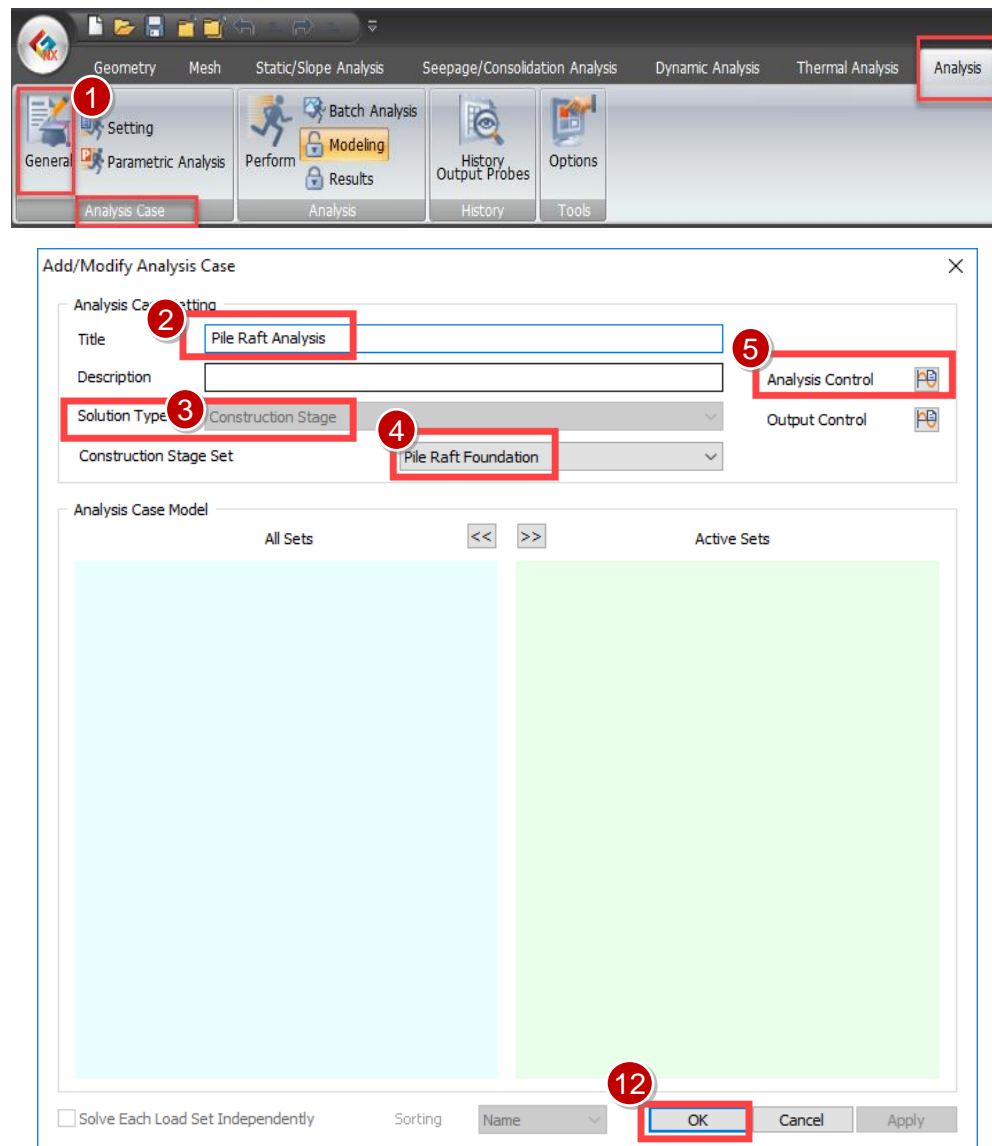 NX
Geometry Mesh Static/Slope Analysis Seepage/Consolidation Analysis Dynamic Analysis Thermal Analysis Analysis
1
General Setting Parametric Analysis
Perform Batch Analysis Modeling Results
History Output Probes
Options
Analysis Case Analysis History Tools
Add/Modify Analysis Case
Analysis Case Setting
2
Title Pile Raft Analysis
5
Description
Analysis Control
Solution Type 3 Construction Stage
Output Control
4
Construction Stage Set Pile Raft Foundation
Analysis Case Model
All Sets << >> Active Sets
12
Solve Each Load Set Independently Sorting Name OK Cancel Apply